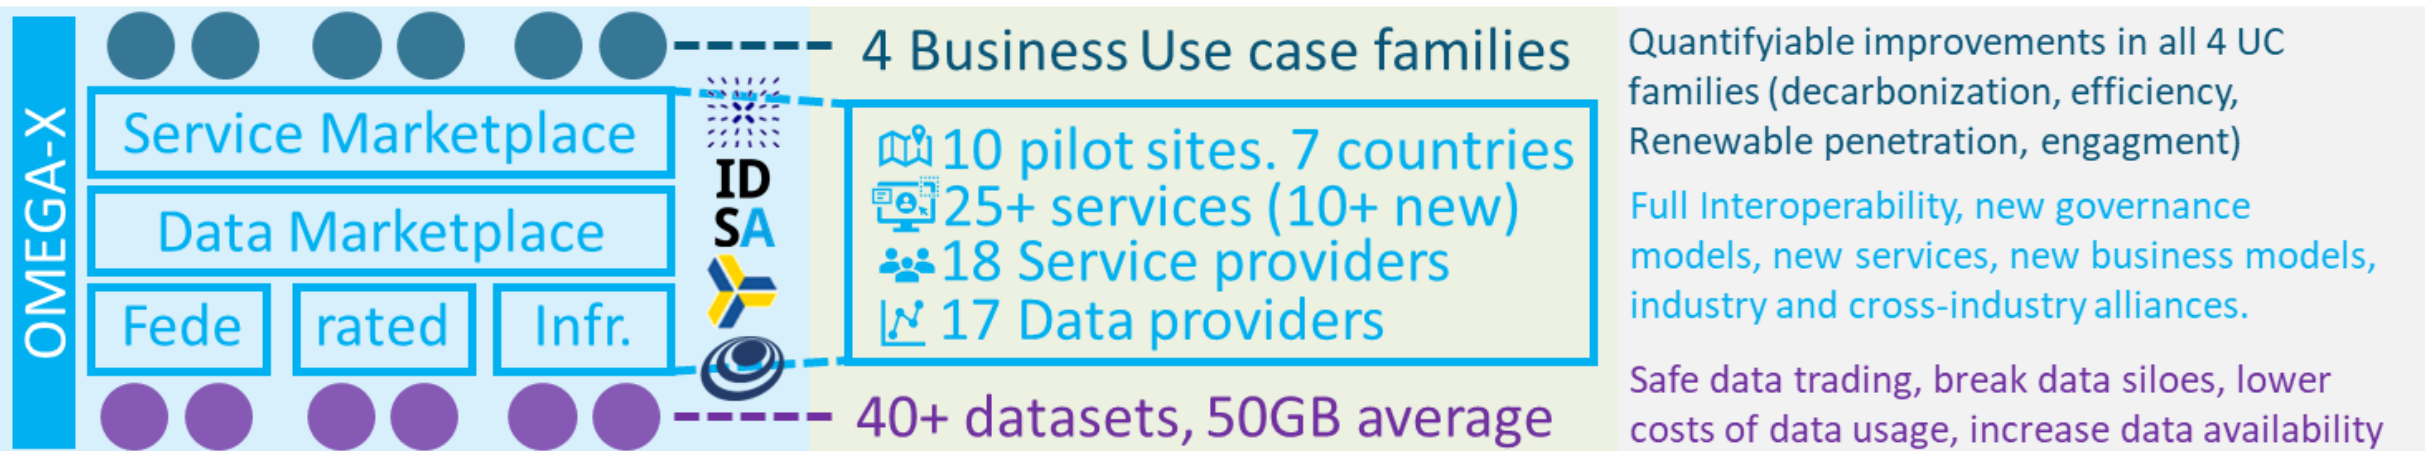 OMEGA-X
Service Marketplace
Data Marketplace
Fede rated Infr.
ID
SA
4 Business Use case families
10 pilot sites. 7 countries
25+ services (10+ new)
18 Service providers
17 Data providers
40+ datasets, 50GB average
Quantifyiable improvements in all 4 UC
families (decarbonization, efficiency,
Renewable penetration, engagment)
Full Interoperability, new governance
models, new services, new business models,
industry and cross-industry alliances.
Safe data trading, break data siloes, lower
costs of data usage, increase data availability